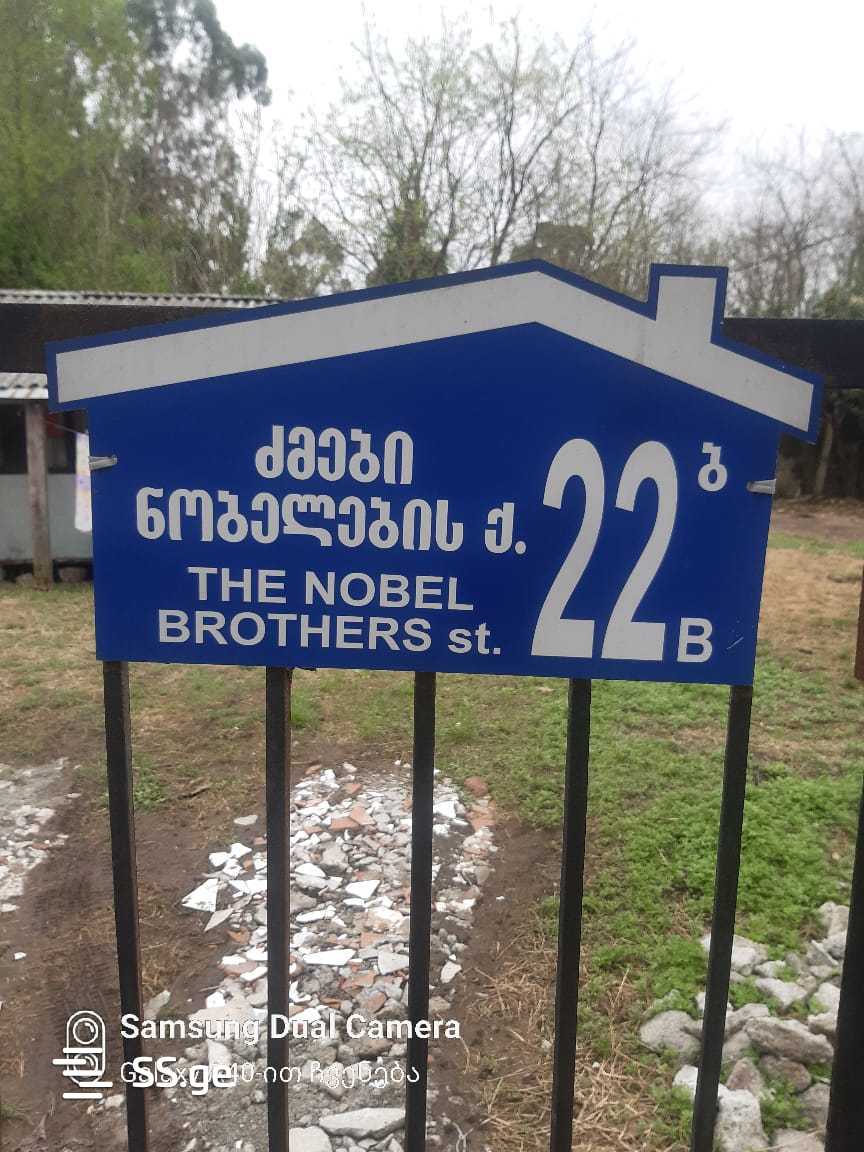 ძმები
ნობელების ქ.
22 ბ
THE NOBEL
BROTHERS st.
B
Samsung Dual Camera
SS.ge